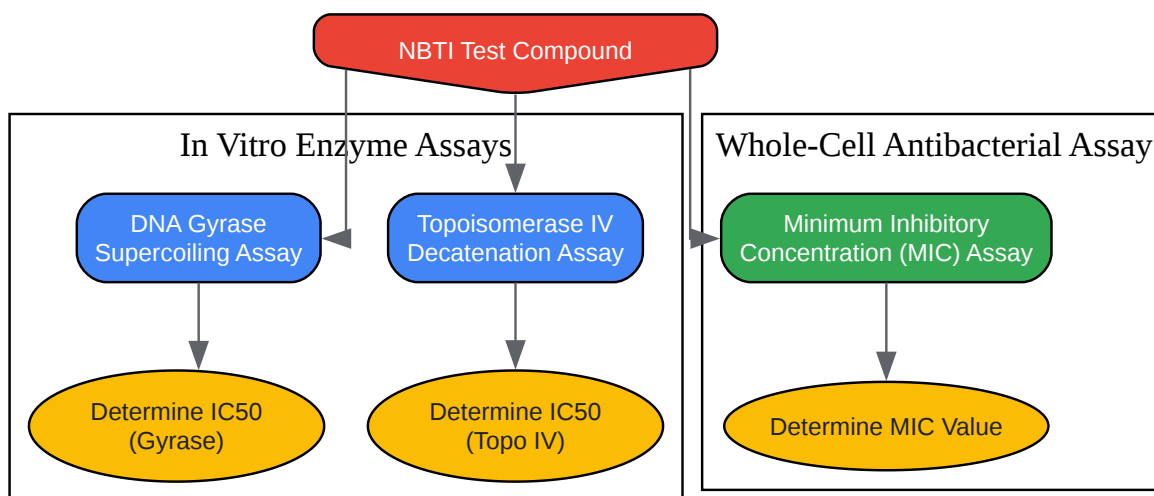 NBTI Test Compound
In Vitro Enzyme Assays
Whole-Cell Antibacterial Assay
DNA Gyrase
Supercoiling Assay
Topoisomerase IV
Decatenation Assay
Minimum Inhibitory
Concentration (MIC) Assay
Determine IC50
(Gyrase)
Determine IC50
(Topo IV)
Determine MIC Value